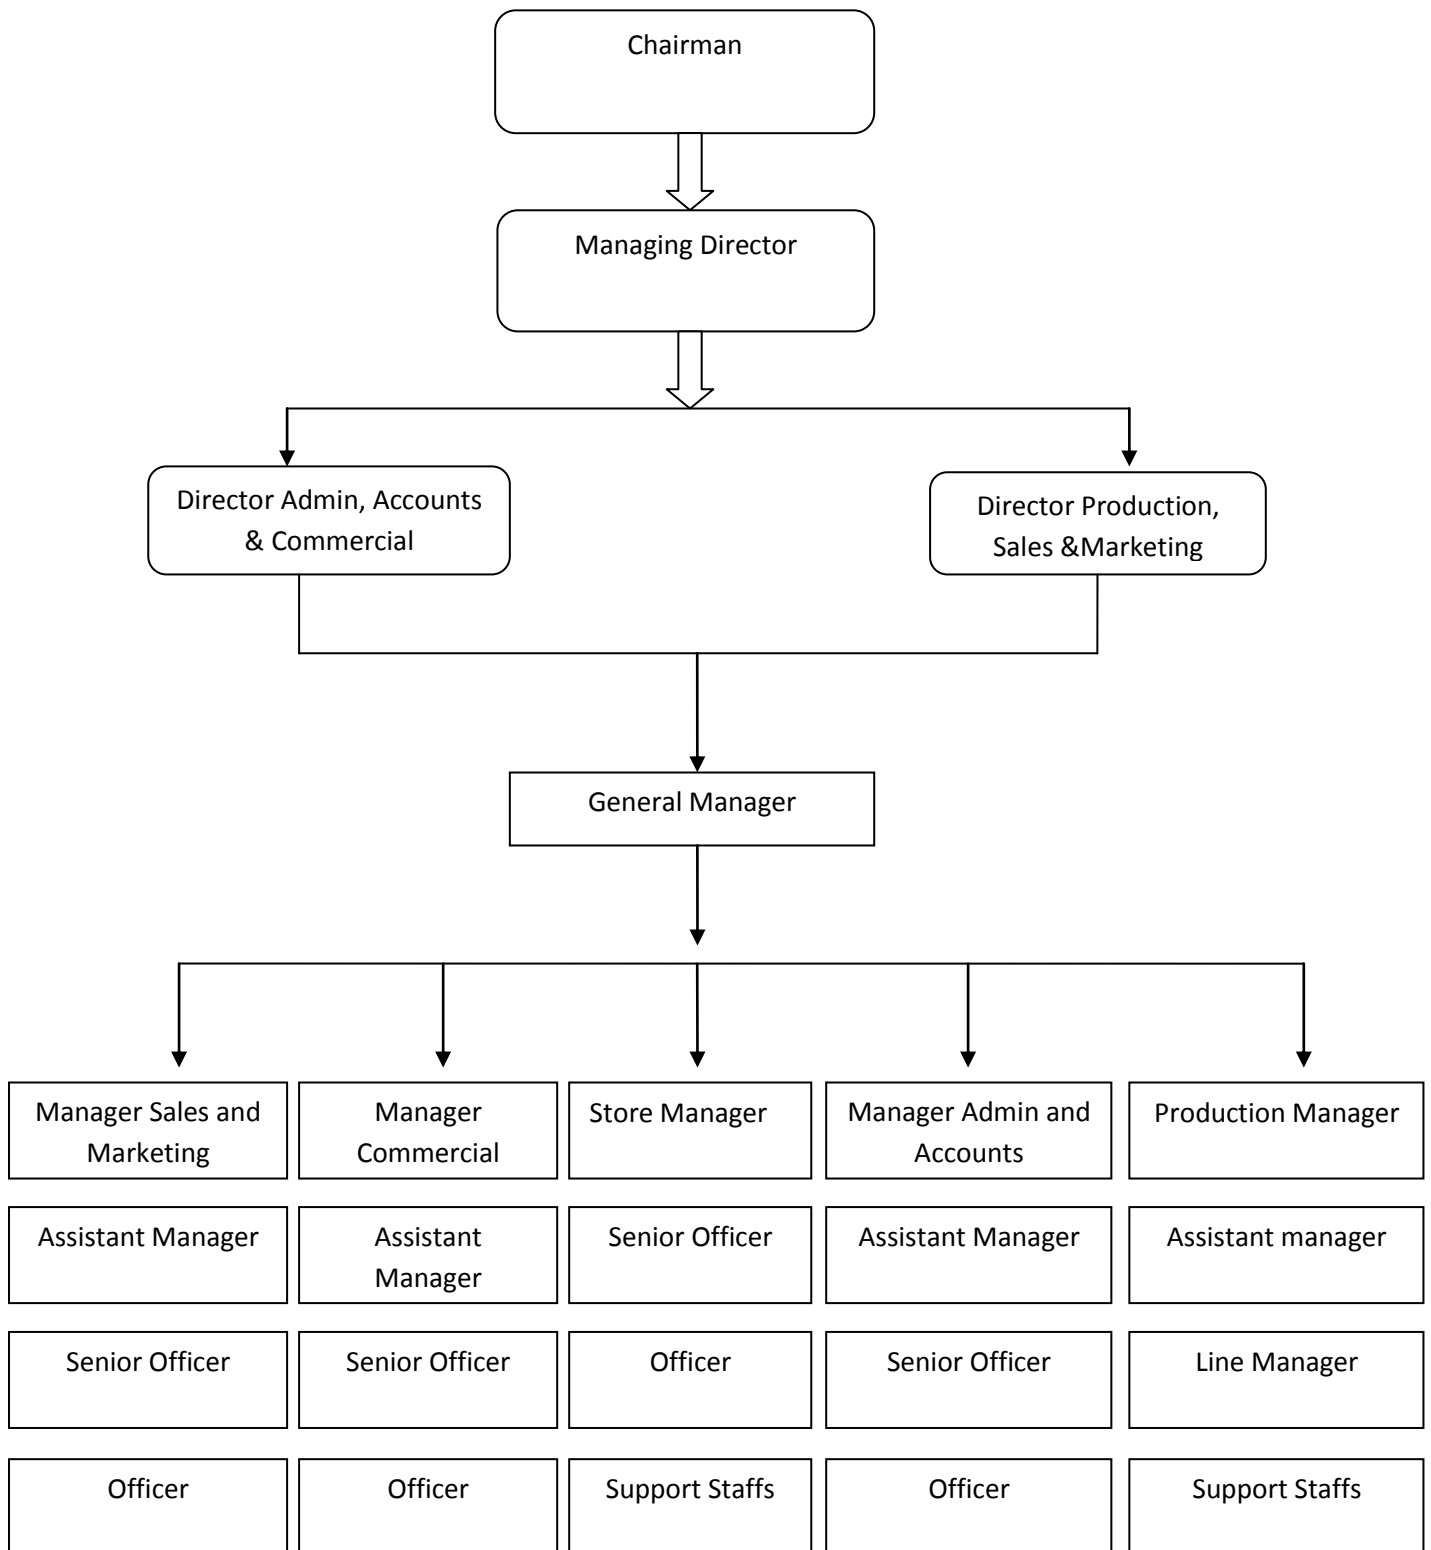 Chairman
Managing Director
Director Admin, Accounts
& Commercial
Director Production,
Sales &Marketing
General Manager
Manager Sales and
Marketing
Manager
Commercial
Store Manager
Manager Admin and
Accounts
Production Manager
Assistant Manager
Assistant
Manager
Senior Officer
Assistant Manager
Assistant manager
Senior Officer
Senior Officer
Officer
Senior Officer
Line Manager
Officer
Officer
Support Staffs
Officer
Support Staffs